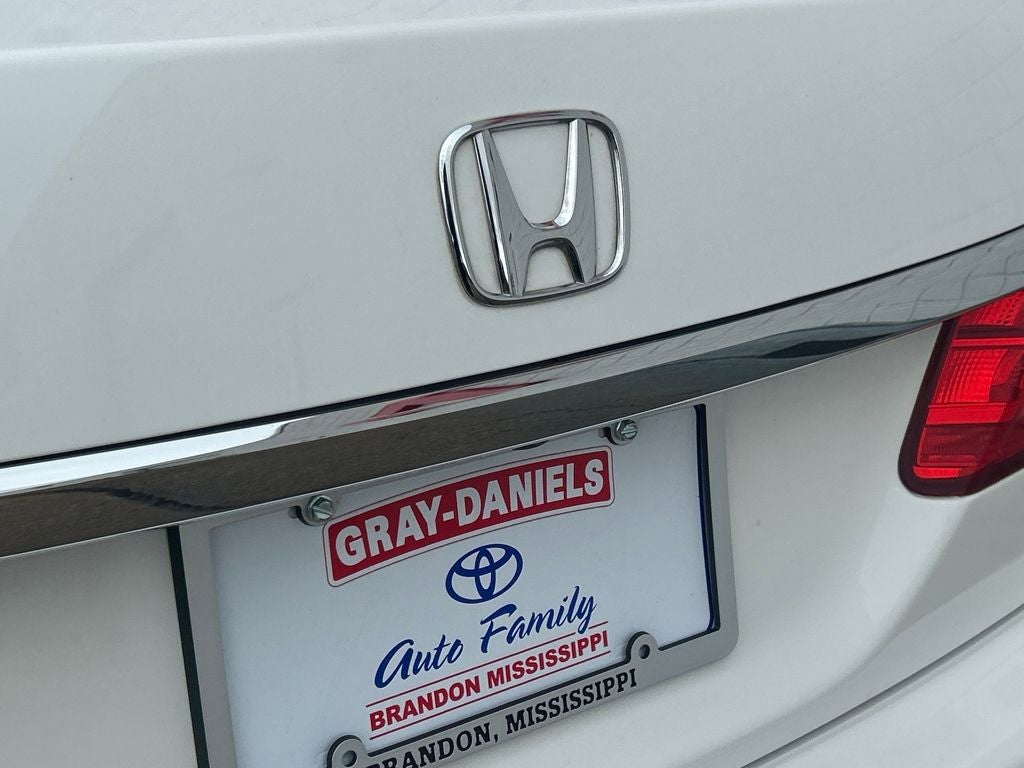 GRAY-DANIELS
Auto Family
BRANDON MISSISSIPPI
BRANDON, MISSISSIPPI